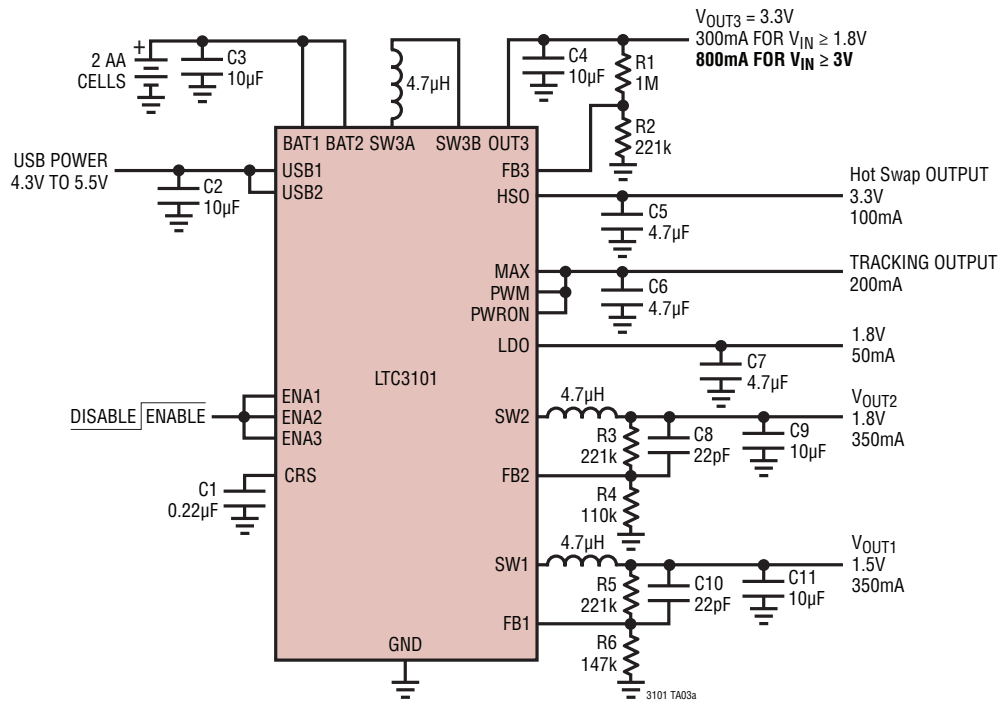 VOUT3 = 3.3V
300mA FOR VIN ≥ 1.8V
800mA FOR VIN ≥ 3V
2 AA
CELLS
+
C3
10µF
4.7µH
C4
10µF
R1
1M
R2
221k
BAT1 BAT2 SW3A SW3B OUT3
USB POWER
4.3V TO 5.5V
C2
10µF
USB1
USB2
FB3
HSO
Hot Swap OUTPUT
3.3V
100mA
C5
4.7µF
MAX
PWM
PWRON
TRACKING OUTPUT
200mA
C6
4.7µF
LDO
1.8V
50mA
C7
4.7µF
LTC3101
DISABLE ENABLE
ENA1
ENA2
ENA3
SW2
4.7µH
VOUT2
1.8V
350mA
R3
221k
C8
22pF
C9
10µF
CRS
C1
0.22µF
FB2
R4
110k
SW1
4.7µH
VOUT1
1.5V
350mA
R5
221k
C10
22pF
C11
10µF
FB1
R6
147k
GND
3101 TA03a